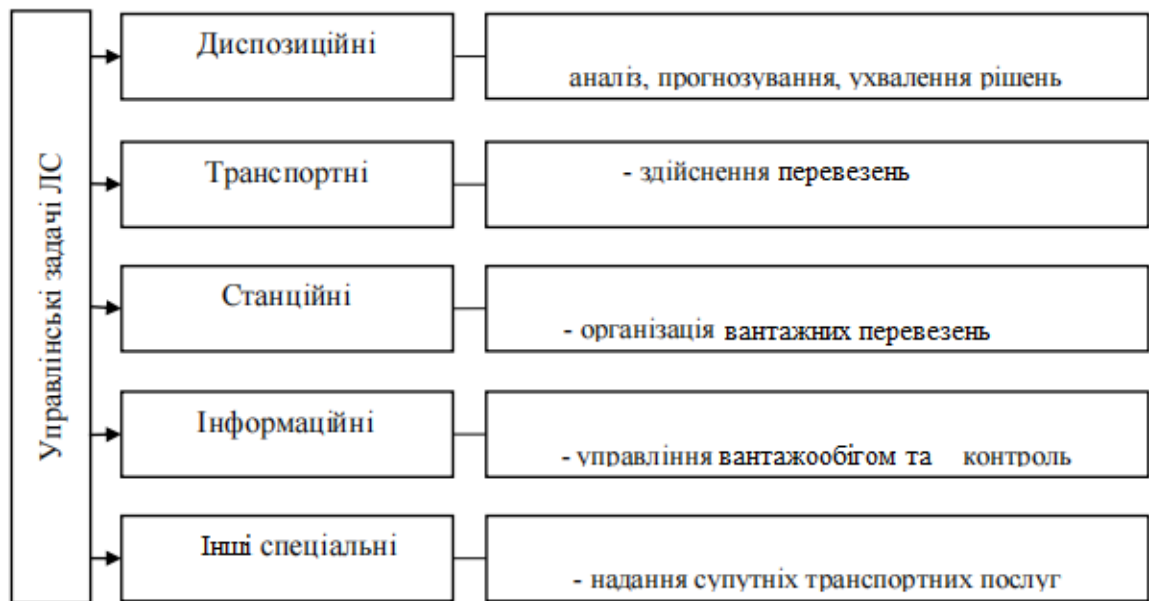 Управлінські задачі ЛС
Диспозиційні
аналіз, прогнозування, ухвалення рішень
Транспортні
- здійснення перевезень
Станційні
- організація вантажних перевезень
Інформаційні
- управління вантажообігом та контроль
Інші спеціальні
- надання супутніх транспортних послуг